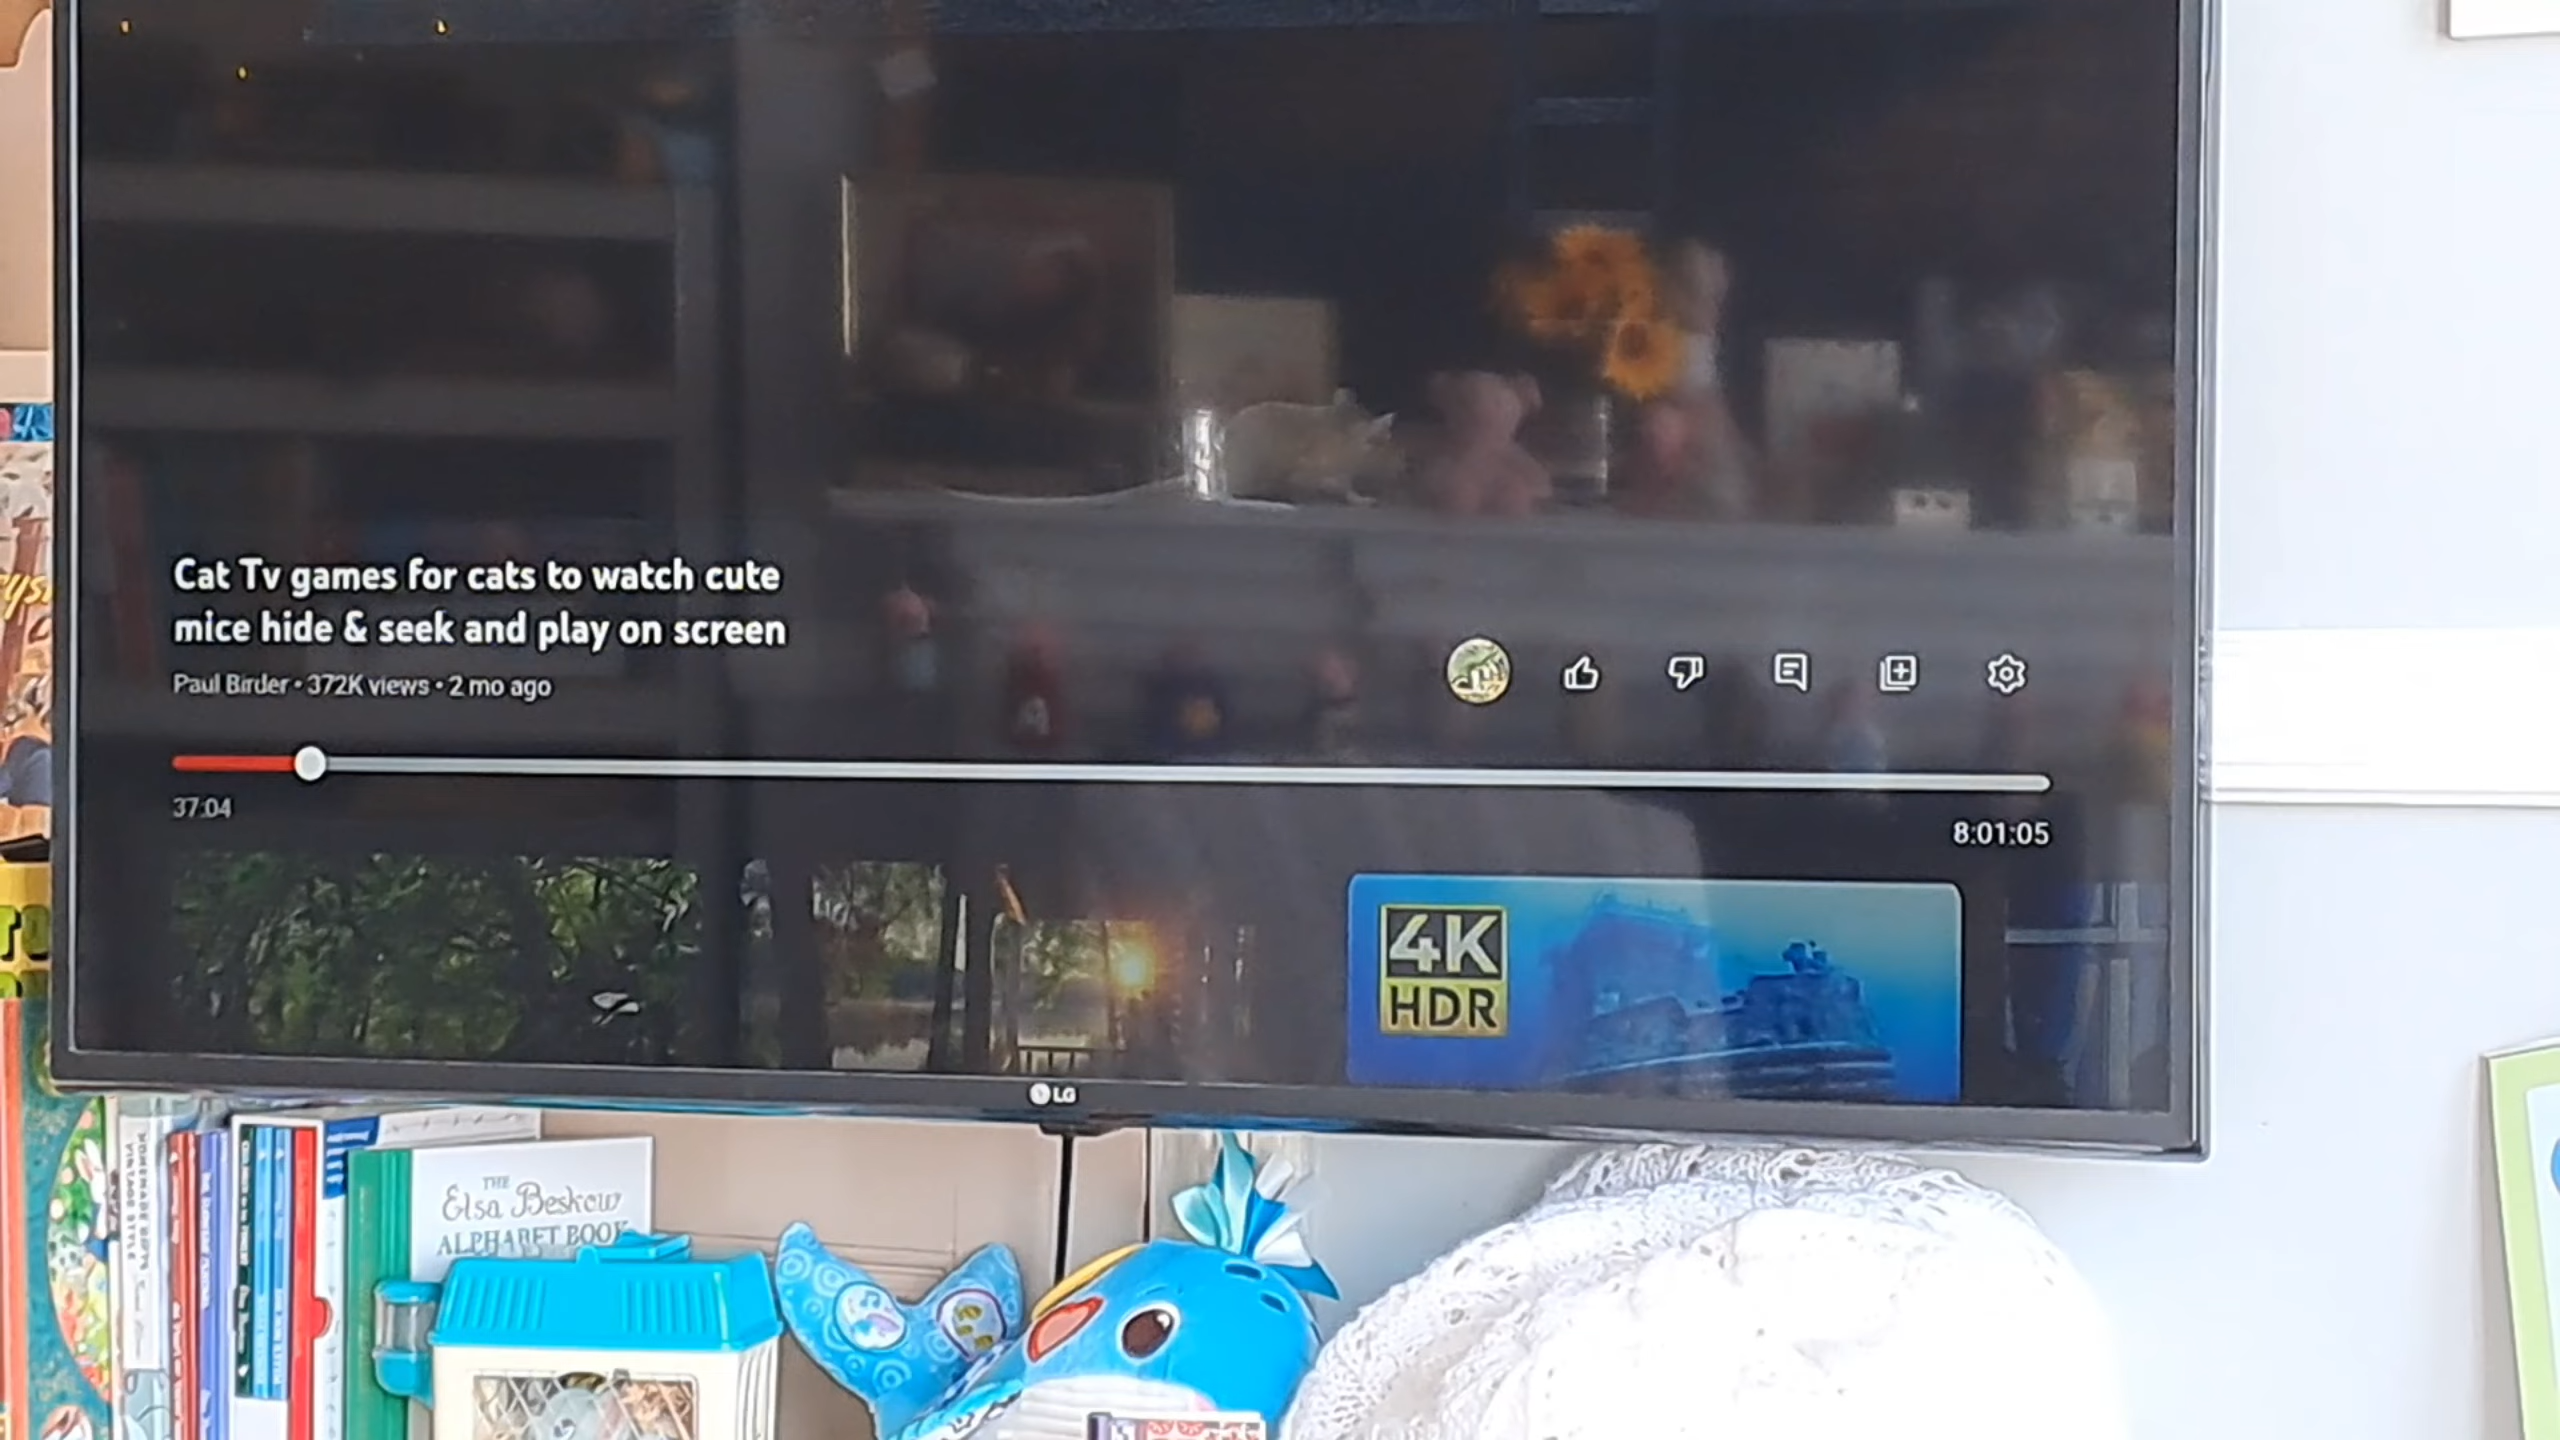 Cat Tv games for cats to watch cute
mice hide & seek and play on screen
Paul Birder • 372K views • 2 mo ago
37:04
8:01:05
4K
HDR
LG
THE
Elsa Beskow
ALPHABET BOOK